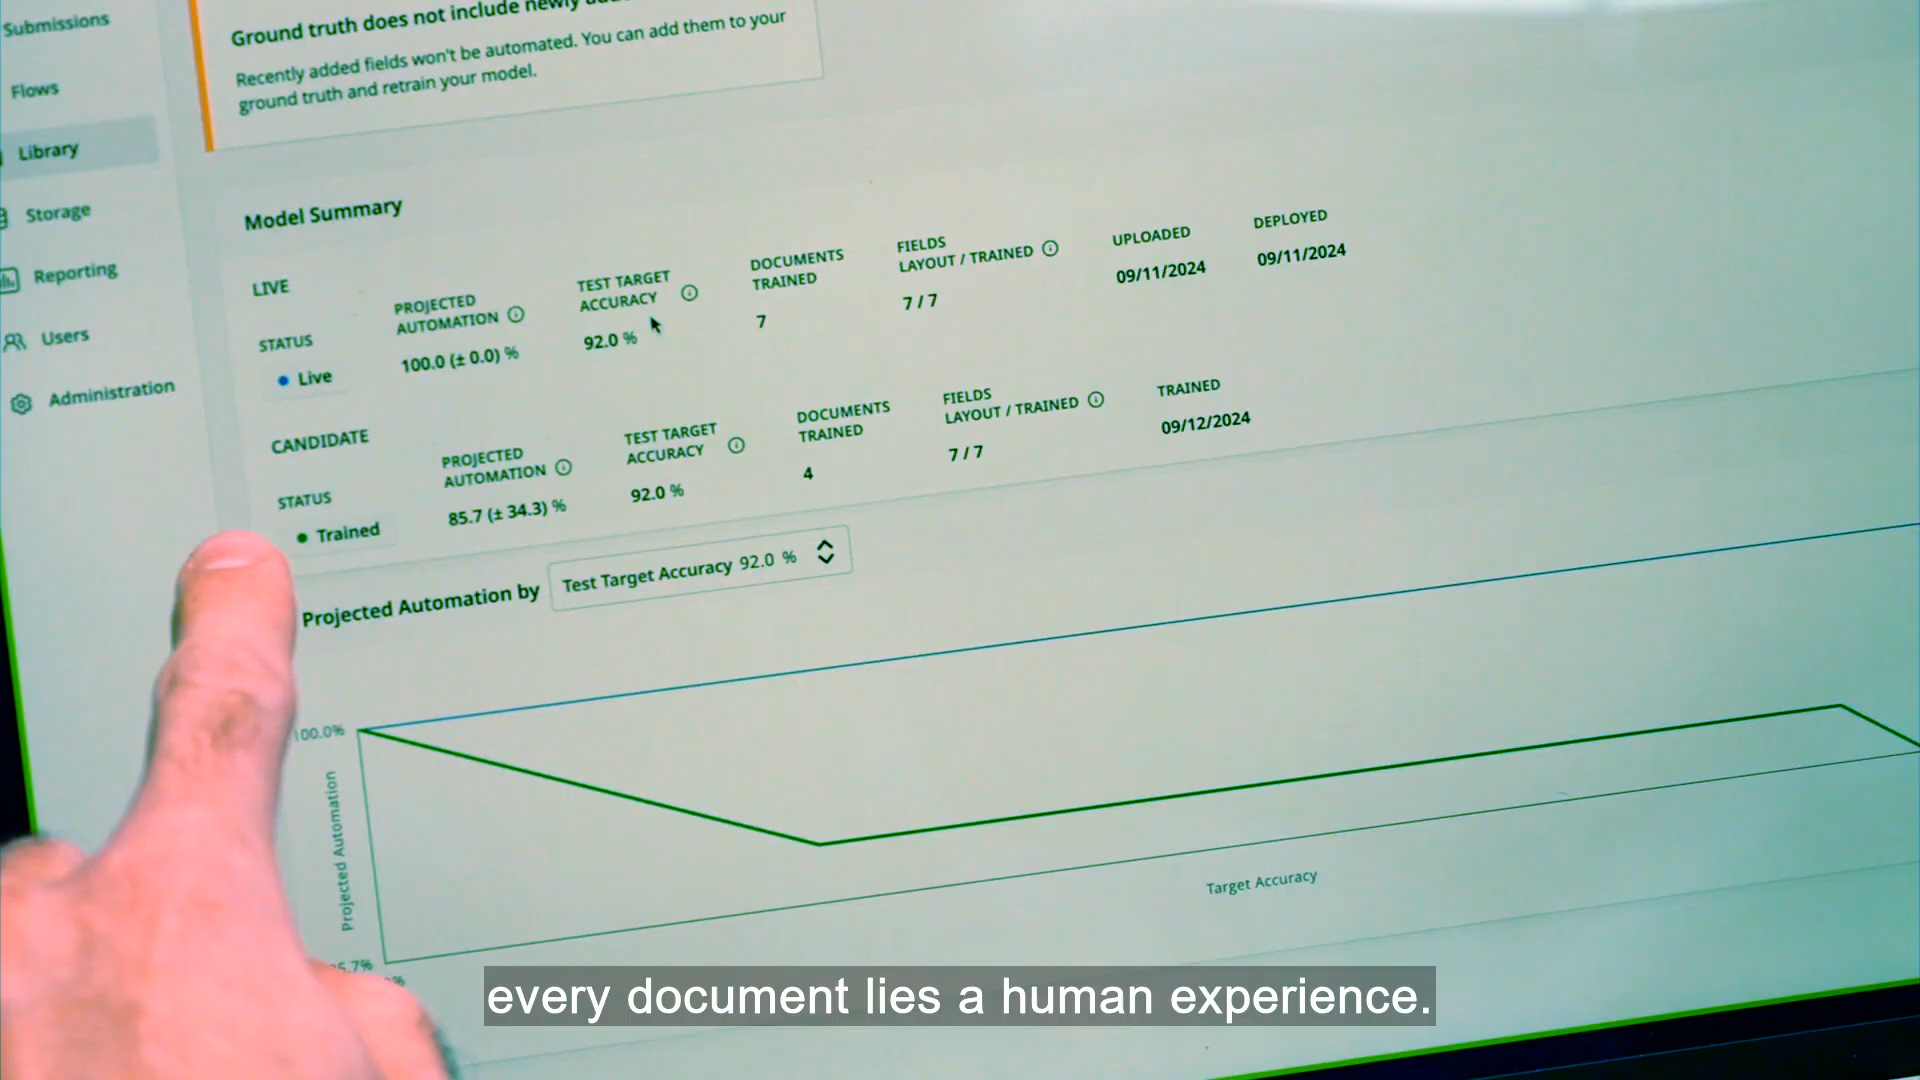 Submissions
Flows
Library
Storage
Reporting
Users
Administration
Ground truth does not include newly
Recently added fields won't be automated. You can add them to your
ground truth and retrain your model.
Model Summary
LIVE
STATUS
Live
PROJECTED
AUTOMATION
100.0 (± 0.0) %
TEST TARGET
ACCURACY
92.0 %
DOCUMENTS
TRAINED
7
FIELDS
LAYOUT / TRAINED
7 / 7
UPLOADED
09/11/2024
DEPLOYED
09/11/2024
CANDIDATE
STATUS
Trained
PROJECTED
AUTOMATION
85.7 (± 34.3) %
TEST TARGET
ACCURACY
92.0 %
DOCUMENTS
TRAINED
4
FIELDS
LAYOUT / TRAINED
7 / 7
TRAINED
09/12/2024
Projected Automation by
Test Target Accuracy 92.0 %
100.0%
Projected Automation
Target Accuracy
every document lies a human experience.